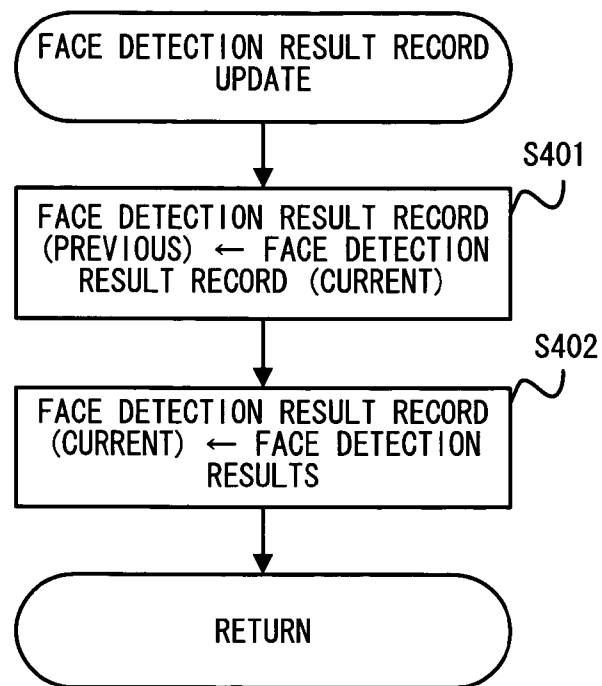 FACE DETECTION RESULT RECORD
UPDATE
S401
FACE DETECTION RESULT RECORD
(PREVIOUS) ← FACE DETECTION
RESULT RECORD (CURRENT)
S402
FACE DETECTION RESULT RECORD
(CURRENT) ← FACE DETECTION
RESULTS
RETURN